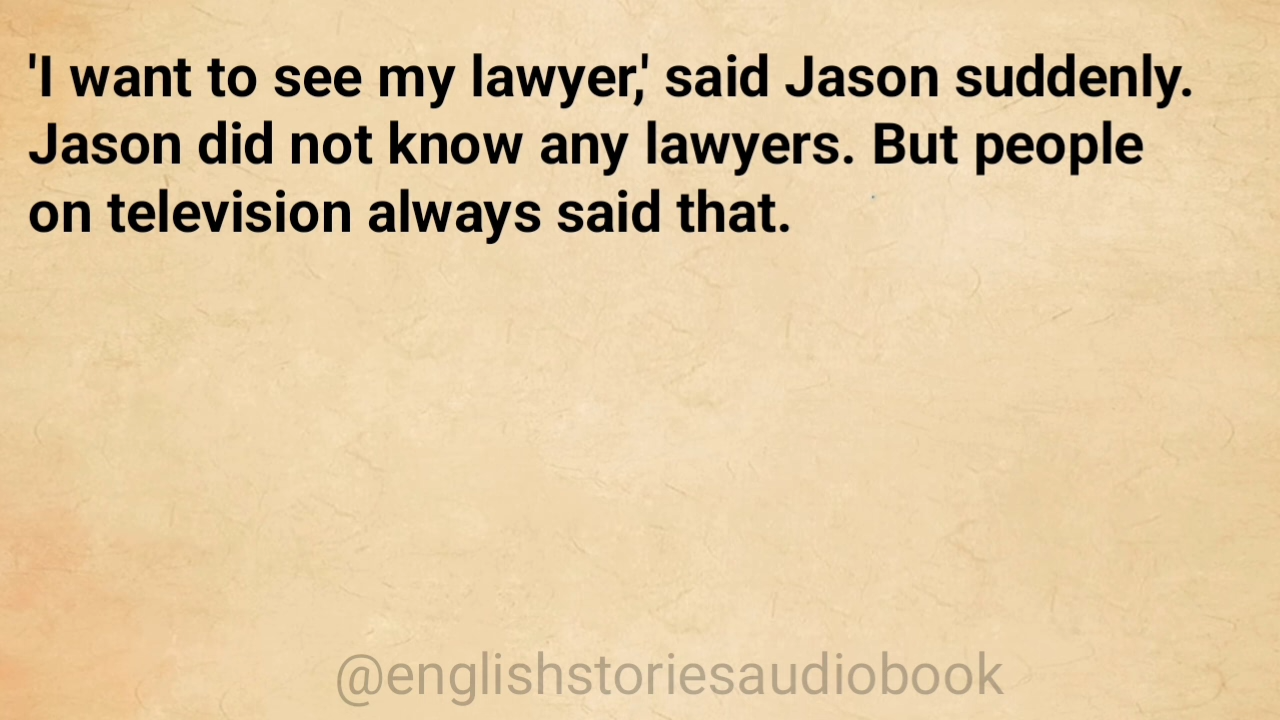 'I want to see my lawyer,' said Jason suddenly.
Jason did not know any lawyers. But people
on television always said that.
@englishstoriesaudiobook